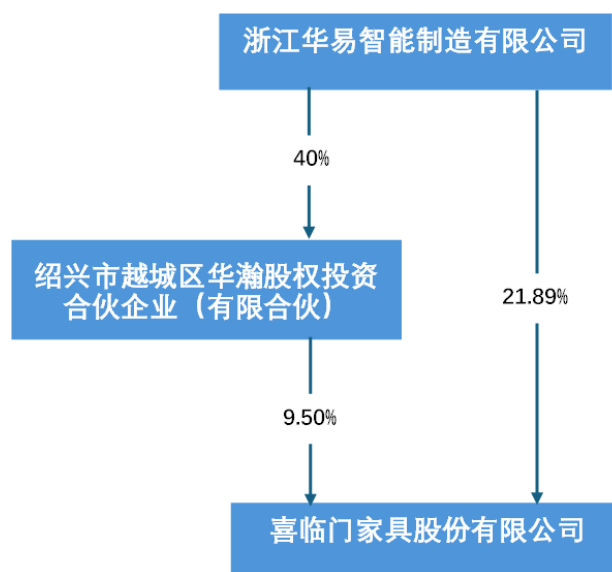 浙江华易智能制造有限公司
40%
绍兴市越城区华瀚股权投资
合伙企业（有限合伙）
21.89%
9.50%
喜临门家具股份有限公司